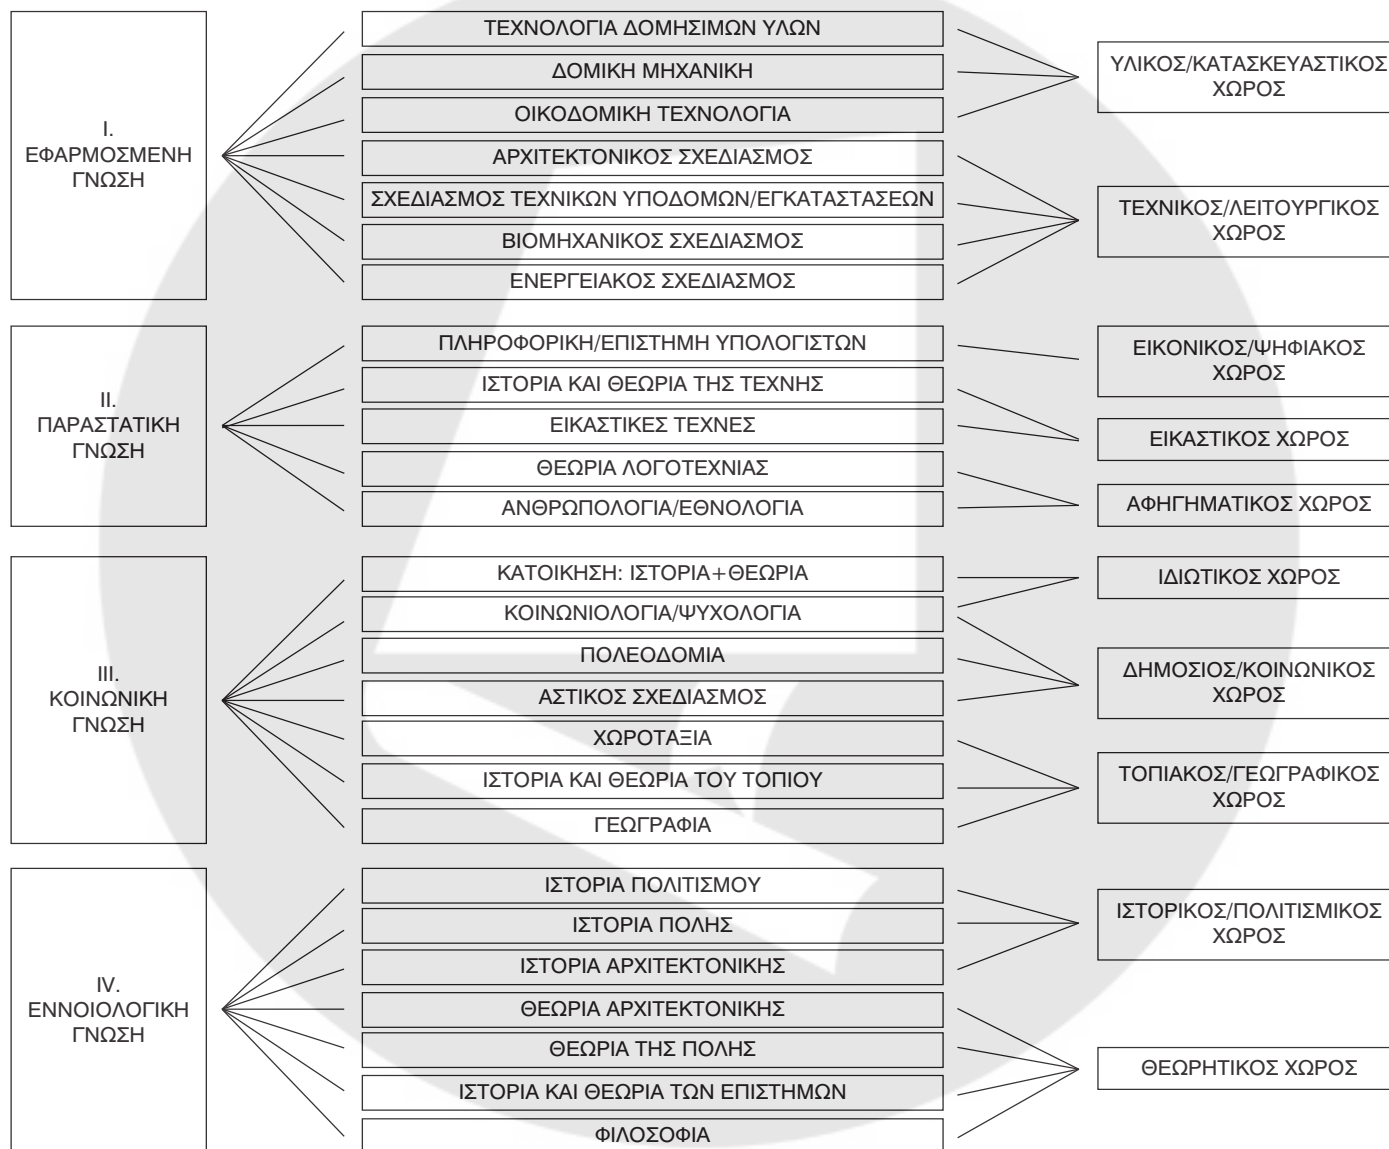 I.
ΕΦΑΡΜΟΣΜΕΝΗ
ΓΝΩΣΗ
ΤΕΧΝΟΛΟΓΙΑ ΔΟΜΗΣΙΜΩΝ ΥΛΩΝ
ΔΟΜΙΚΗ ΜΗΧΑΝΙΚΗ
ΟΙΚΟΔΟΜΙΚΗ ΤΕΧΝΟΛΟΓΙΑ
ΑΡΧΙΤΕΚΤΟΝΙΚΟΣ ΣΧΕΔΙΑΣΜΟΣ
ΣΧΕΔΙΑΣΜΟΣ ΤΕΧΝΙΚΩΝ ΥΠΟΔΟΜΩΝ/ΕΓΚΑΤΑΣΤΑΣΕΩΝ
ΒΙΟΜΗΧΑΝΙΚΟΣ ΣΧΕΔΙΑΣΜΟΣ
ΕΝΕΡΓΕΙΑΚΟΣ ΣΧΕΔΙΑΣΜΟΣ
ΥΛΙΚΟΣ/ΚΑΤΑΣΚΕΥΑΣΤΙΚΟΣ
ΧΩΡΟΣ
ΤΕΧΝΙΚΟΣ/ΛΕΙΤΟΥΡΓΙΚΟΣ
ΧΩΡΟΣ
II.
ΠΑΡΑΣΤΑΤΙΚΗ
ΓΝΩΣΗ
ΠΛΗΡΟΦΟΡΙΚΗ/ΕΠΙΣΤΗΜΗ ΥΠΟΛΟΓΙΣΤΩΝ
ΙΣΤΟΡΙΑ ΚΑΙ ΘΕΩΡΙΑ ΤΗΣ ΤΕΧΝΗΣ
ΕΙΚΑΣΤΙΚΕΣ ΤΕΧΝΕΣ
ΘΕΩΡΙΑ ΛΟΓΟΤΕΧΝΙΑΣ
ΑΝΘΡΩΠΟΛΟΓΙΑ/ΕΘΝΟΛΟΓΙΑ
ΕΙΚΟΝΙΚΟΣ/ΨΗΦΙΑΚΟΣ
ΧΩΡΟΣ
ΕΙΚΑΣΤΙΚΟΣ ΧΩΡΟΣ
ΑΦΗΓΗΜΑΤΙΚΟΣ ΧΩΡΟΣ
III.
ΚΟΙΝΩΝΙΚΗ
ΓΝΩΣΗ
ΚΑΤΟΙΚΗΣΗ: ΙΣΤΟΡΙΑ+ΘΕΩΡΙΑ
ΚΟΙΝΩΝΙΟΛΟΓΙΑ/ΨΥΧΟΛΟΓΙΑ
ΠΟΛΕΟΔΟΜΙΑ
ΑΣΤΙΚΟΣ ΣΧΕΔΙΑΣΜΟΣ
ΧΩΡΟΤΑΞΙΑ
ΙΣΤΟΡΙΑ ΚΑΙ ΘΕΩΡΙΑ ΤΟΥ ΤΟΠΙΟΥ
ΓΕΩΓΡΑΦΙΑ
ΙΔΙΩΤΙΚΟΣ ΧΩΡΟΣ
ΔΗΜΟΣΙΟΣ/ΚΟΙΝΩΝΙΚΟΣ
ΧΩΡΟΣ
ΤΟΠΙΑΚΟΣ/ΓΕΩΓΡΑΦΙΚΟΣ
ΧΩΡΟΣ
IV.
ΕΝΝΟΙΟΛΟΓΙΚΗ
ΓΝΩΣΗ
ΙΣΤΟΡΙΑ ΠΟΛΙΤΙΣΜΟΥ
ΙΣΤΟΡΙΑ ΠΟΛΗΣ
ΙΣΤΟΡΙΑ ΑΡΧΙΤΕΚΤΟΝΙΚΗΣ
ΘΕΩΡΙΑ ΑΡΧΙΤΕΚΤΟΝΙΚΗΣ
ΘΕΩΡΙΑ ΤΗΣ ΠΟΛΗΣ
ΙΣΤΟΡΙΑ ΚΑΙ ΘΕΩΡΙΑ ΤΩΝ ΕΠΙΣΤΗΜΩΝ
ΦΙΛΟΣΟΦΙΑ
ΙΣΤΟΡΙΚΟΣ/ΠΟΛΙΤΙΣΜΙΚΟΣ
ΧΩΡΟΣ
ΘΕΩΡΗΤΙΚΟΣ ΧΩΡΟΣ